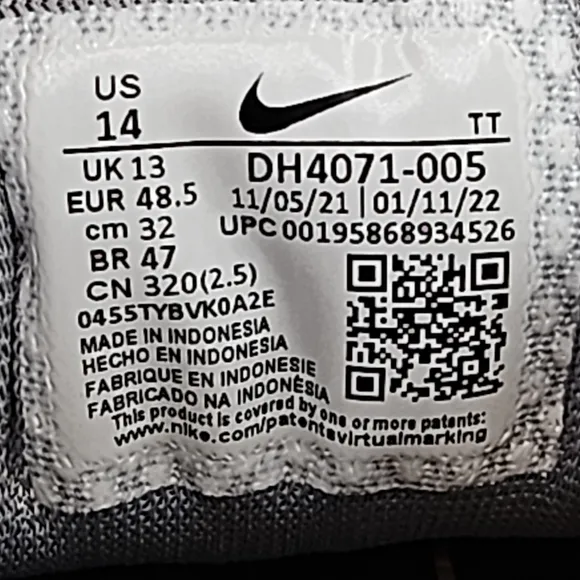 US
14
TT
UK 13
DH4071-005
EUR 48.5
11/05/21 | 01/11/22
cm 32
UPC 00195868934526
BR 47
CN 320(2.5)
0455TYBVK0A2E
MADE IN INDONESIA
HECHO EN INDONESIA
FABRIQUE EN INDONESIE
FABRICADO NA INDONÉSIA
This product is covered by one or more patents:
www.nike.com/patentsvirtualmarking